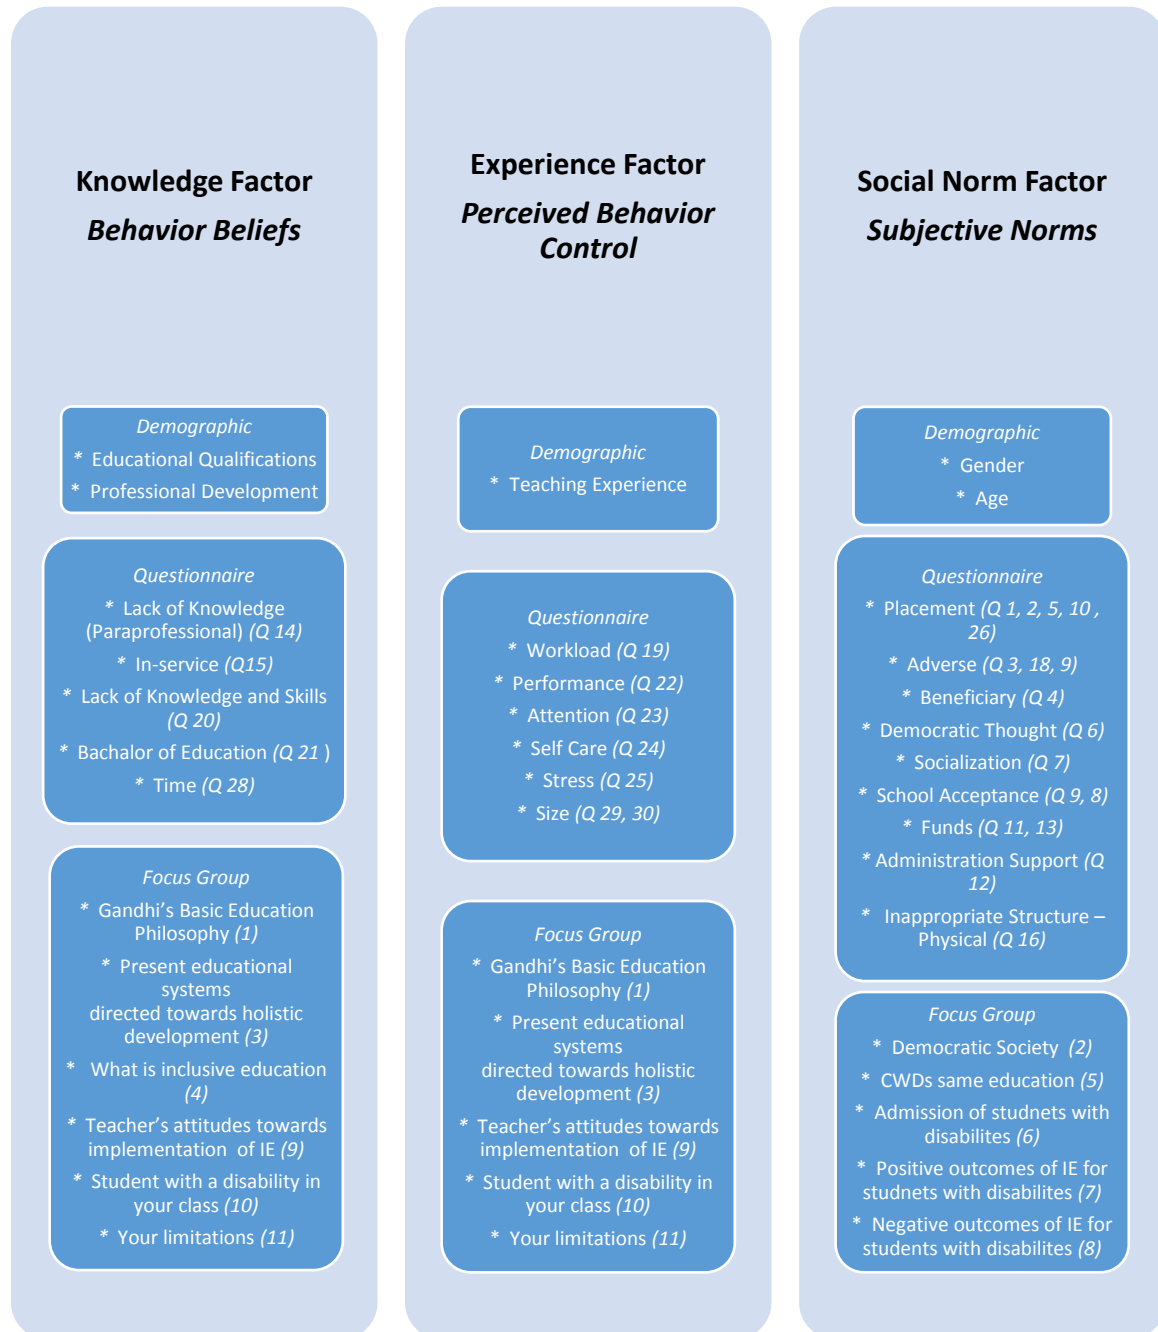 Knowledge Factor
Behavior Beliefs
Demographic
* Educational Qualifications
* Professional Development
Questionnaire
* Lack of Knowledge
(Paraprofessional) (Q 14)
* In-service (Q15)
* Lack of Knowledge and Skills
(Q 20)
* Bachalor of Education (Q 21 )
* Time (Q 28)
Focus Group
* Gandhi’s Basic Education
Philosophy (1)
* Present educational
systems
directed towards holistic
development (3)
* What is inclusive education
(4)
* Teacher’s attitudes towards
implementation of IE (9)
* Student with a disability in
your class (10)
* Your limitations (11)
Experience Factor
Perceived Behavior
Control
Demographic
* Teaching Experience
Questionnaire
* Workload (Q 19)
* Performance (Q 22)
* Attention (Q 23)
* Self Care (Q 24)
* Stress (Q 25)
* Size (Q 29, 30)
Focus Group
* Gandhi’s Basic Education
Philosophy (1)
* Present educational
systems
directed towards holistic
development (3)
* Teacher’s attitudes towards
implementation of IE (9)
* Student with a disability in
your class (10)
* Your limitations (11)
Social Norm Factor
Subjective Norms
Demographic
* Gender
* Age
Questionnaire
* Placement (Q 1, 2, 5, 10 ,
26)
* Adverse (Q 3, 18, 9)
* Beneficiary (Q 4)
* Democratic Thought (Q 6)
* Socialization (Q 7)
* School Acceptance (Q 9, 8)
* Funds (Q 11, 13)
* Administration Support (Q
12)
* Inappropriate Structure –
Physical (Q 16)
Focus Group
* Democratic Society (2)
* CWDs same education (5)
* Admission of studnets with
disabilites (6)
* Positive outcomes of IE for
studnets with disabilites (7)
* Negative outcomes of IE for
students with disabilites (8)